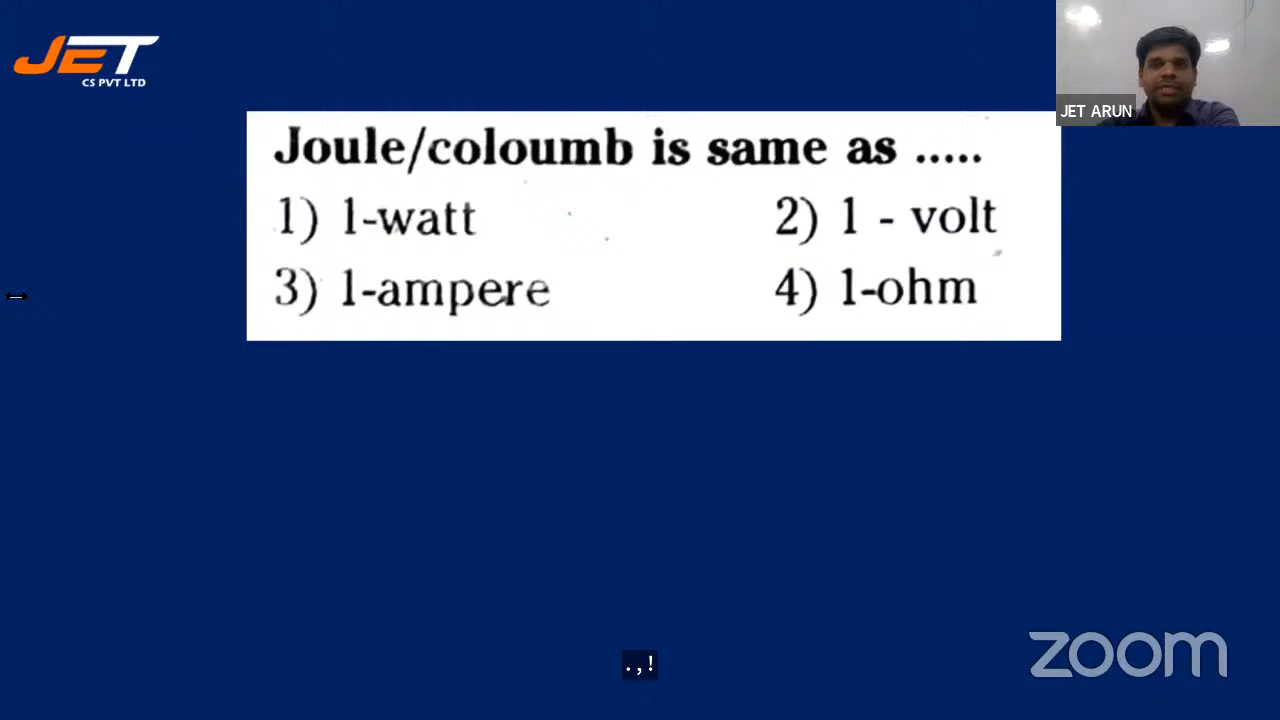 JET
CS PVT LTD
JET ARUN
Joule/coloumb is same as .....
1) 1-watt
2) 1 - volt
3) 1-ampere
4) 1-ohm
. , !
zoom